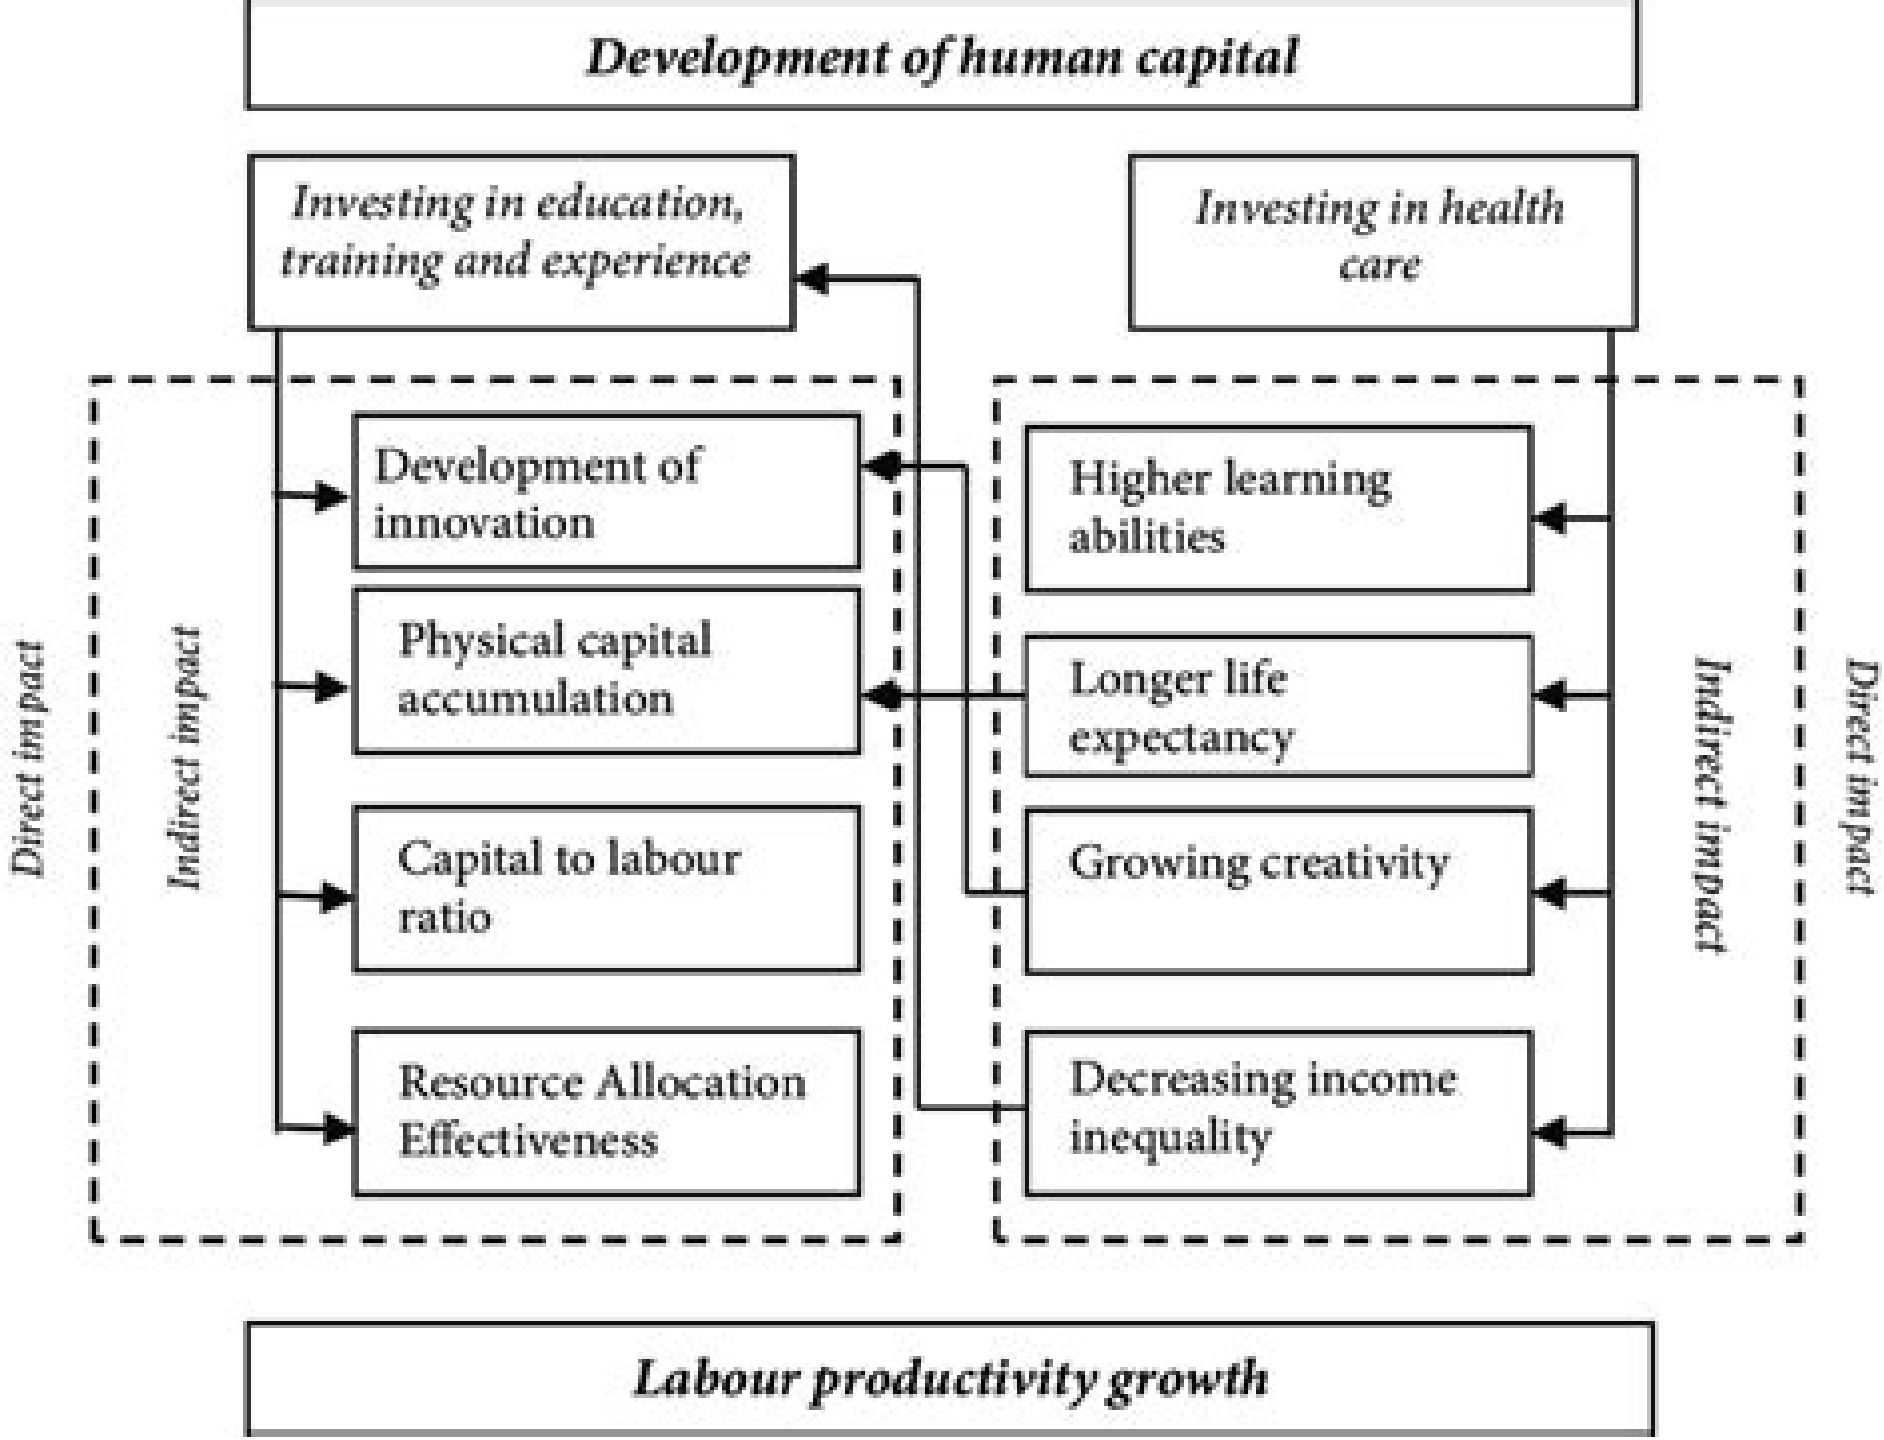 Development of human capital
Investing in education,
training and experience
Investing in health
care
Direct impact
Indirect impact
Development of
innovation
Physical capital
accumulation
Capital to labour
ratio
Resource Allocation
Effectiveness
Higher learning
abilities
Longer life
expectancy
Growing creativity
Decreasing income
inequality
Indirect impact
Direct impact
Labour productivity growth